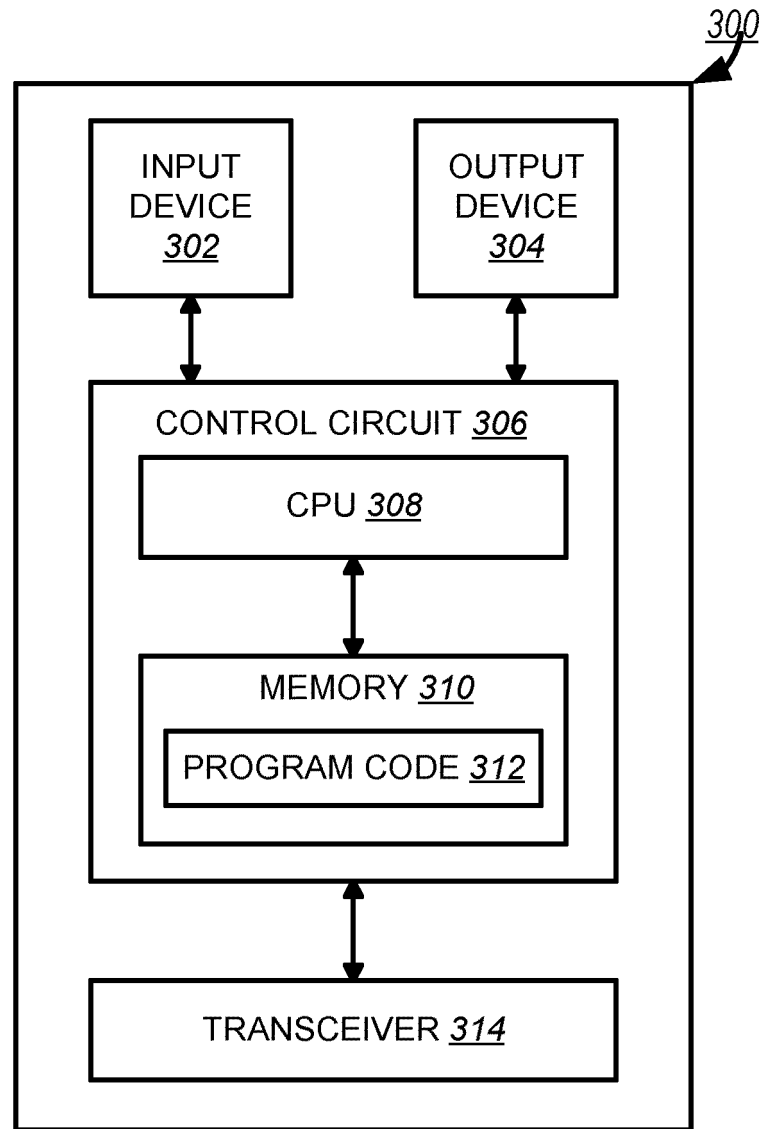 300
INPUT
DEVICE
302
OUTPUT
DEVICE
304
CONTROL CIRCUIT 306
CPU 308
MEMORY 310
PROGRAM CODE 312
TRANSCEIVER 314